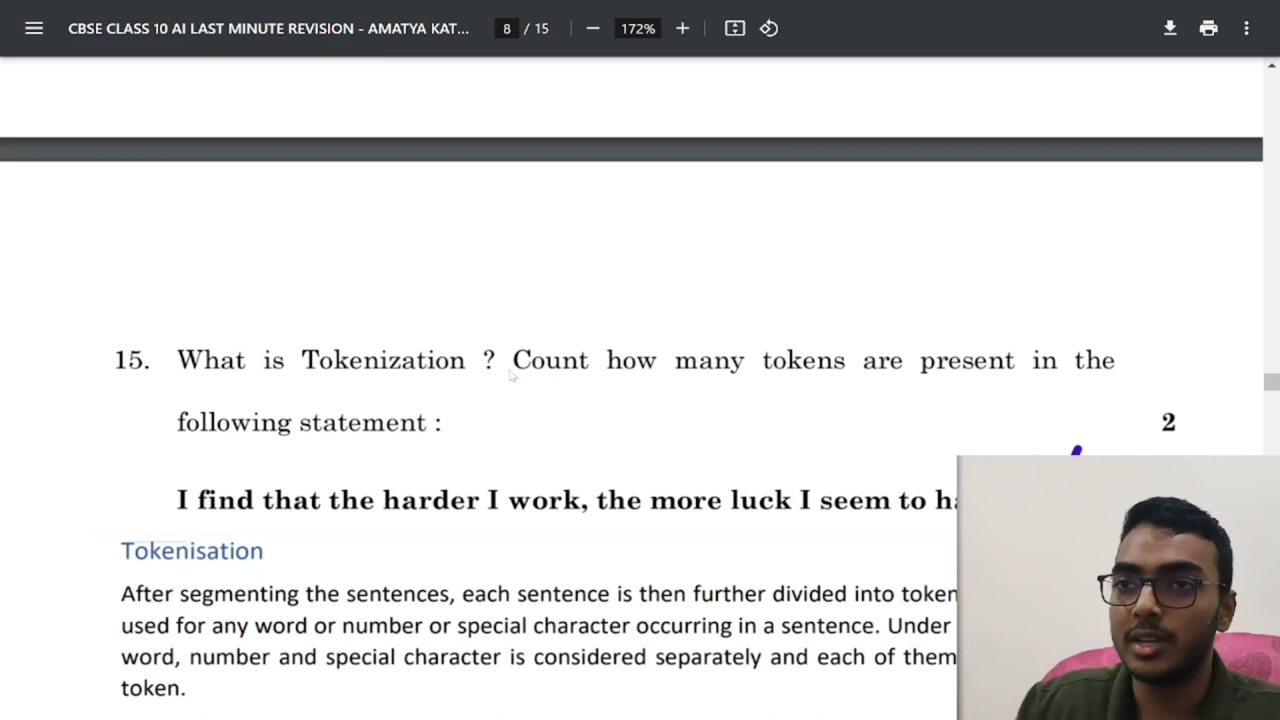 CBSE CLASS 10 AI LAST MINUTE REVISION - AMATYA KAT...
8 / 15
172%
15. What is Tokenization ? Count how many tokens are present in the
following statement : 2
I find that the harder I work, the more luck I seem to
Tokenisation
After segmenting the sentences, each sentence is then further divided into
used for any word or number or special character occurring in a sentence. Under
word, number and special character is considered separately and each of them
token.